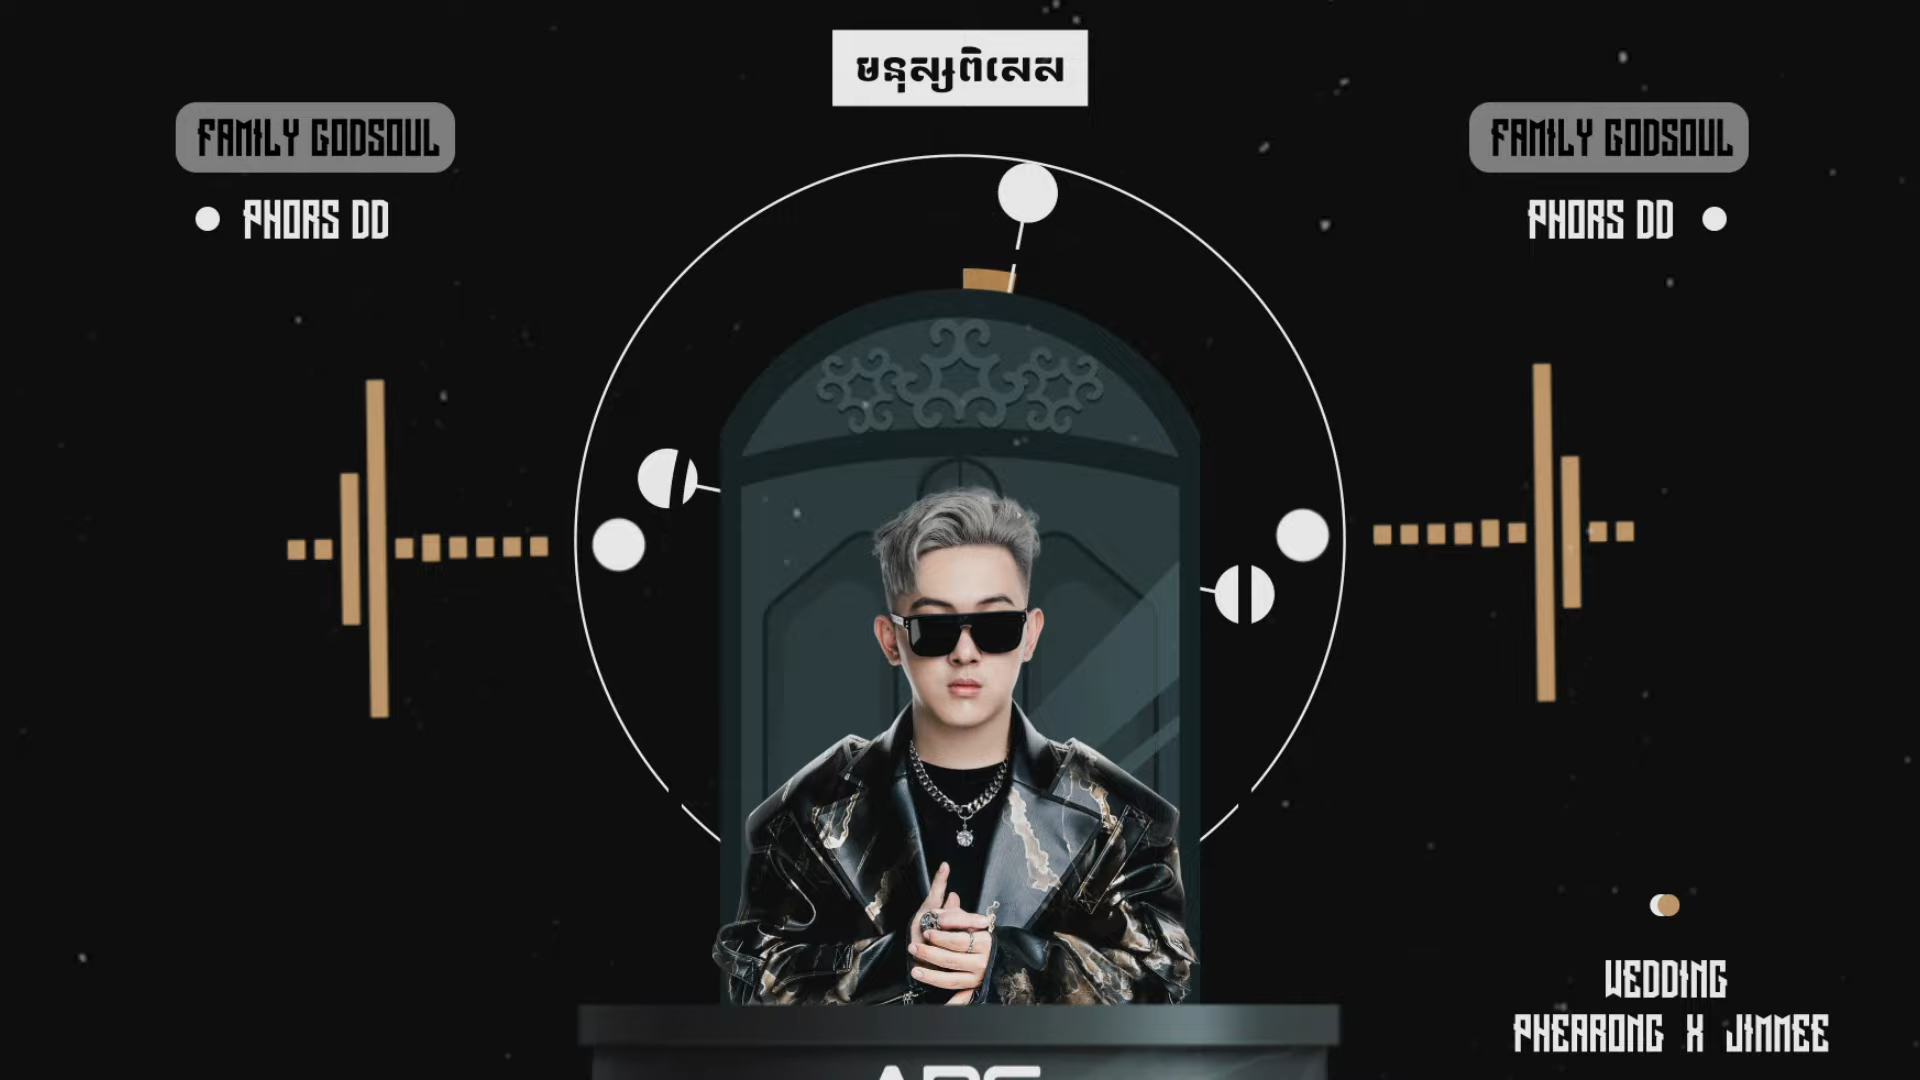 មនុស្សពិសេស
FAMILY GODSOUL
FAMILY GODSOUL
PHORS DD
PHORS DD
WEDDING
PHEARONG X JIMMEE